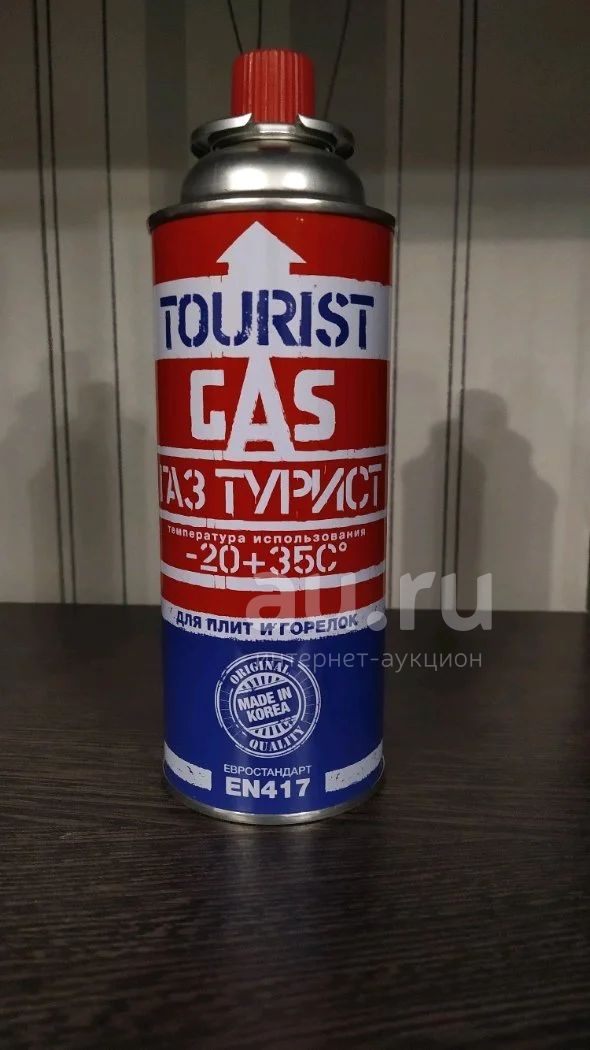 TOURIST
GAS
ГАЗ ТУРИСТ
температура использования
-20+35C°
ДЛЯ ПЛИТ И ГОРЕЛОК
au.ru
интернет-аукцион
ORIGINAL
MADE IN
KOREA
QUALITY
ЕВРОСТАНДАРТ
EN417